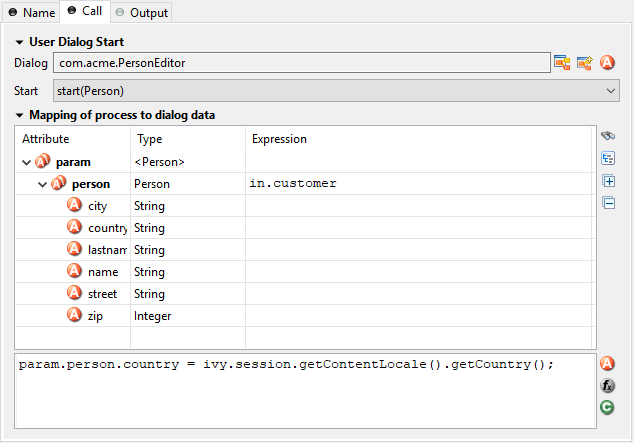 Name Call Output
User Dialog Start
Dialog com.acme.PersonEditor
Start start(Person)
Mapping of process to dialog data
Attribute Type Expression
param <Person>
person Person in.customer
city String
country String
lastnam String
name String
street String
zip Integer
param.person.country = ivy.session.getContentLocale().getCountry();